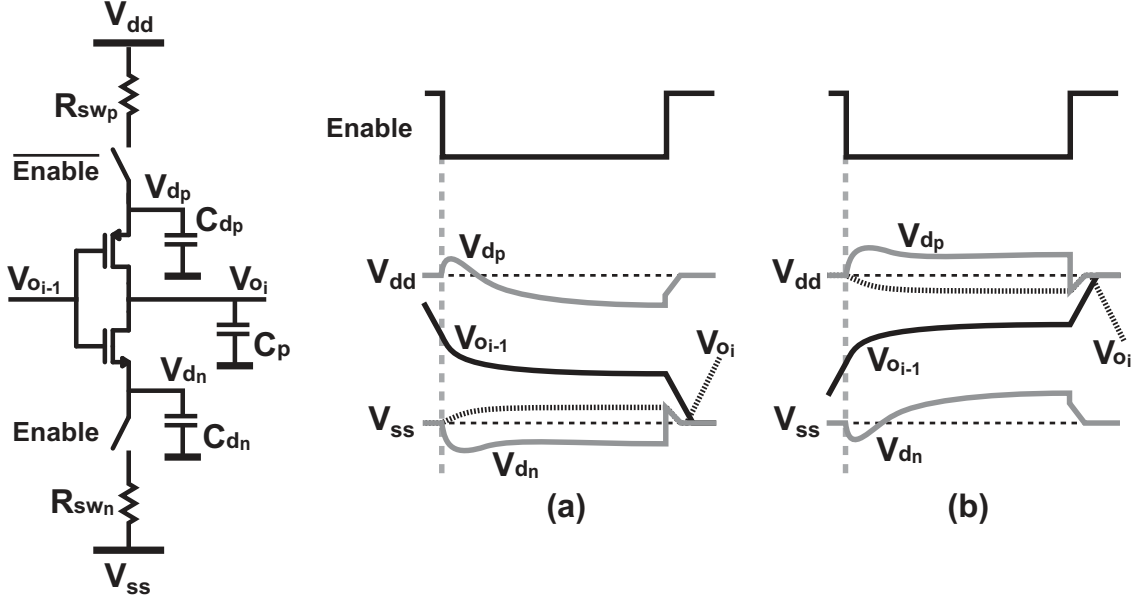 Vdd
Rswp
Enable
Vdp
Cdp
Voi-1
Voi
Cp
Vdn
Enable
Cdn
Rswn
Vss
Enable
Vdp
Vdd
Voi-1
Voi
Vss
Vdn
(a)
Vdp
Vdd
Voi-1
Voi
Vss
Vdn
(b)